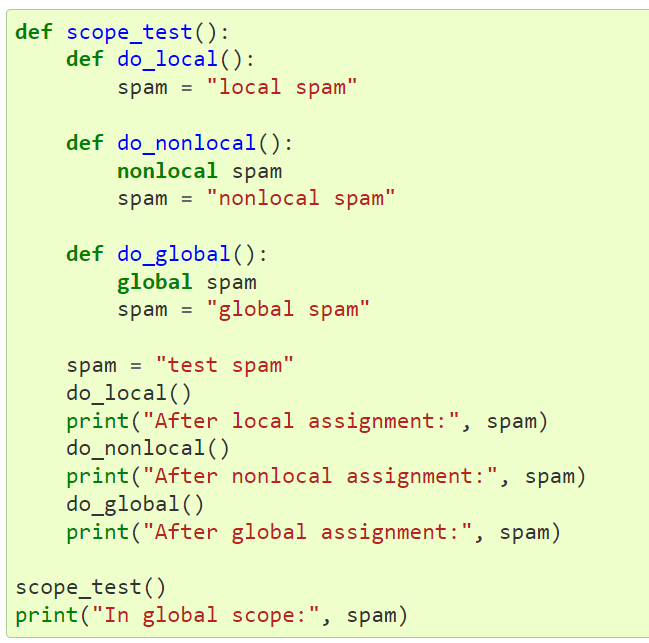 def scope_test():
    def do_local():
        spam = "local spam"

    def do_nonlocal():
        nonlocal spam
        spam = "nonlocal spam"

    def do_global():
        global spam
        spam = "global spam"

    spam = "test spam"
    do_local()
    print("After local assignment:", spam)
    do_nonlocal()
    print("After nonlocal assignment:", spam)
    do_global()
    print("After global assignment:", spam)

scope_test()
print("In global scope:", spam)